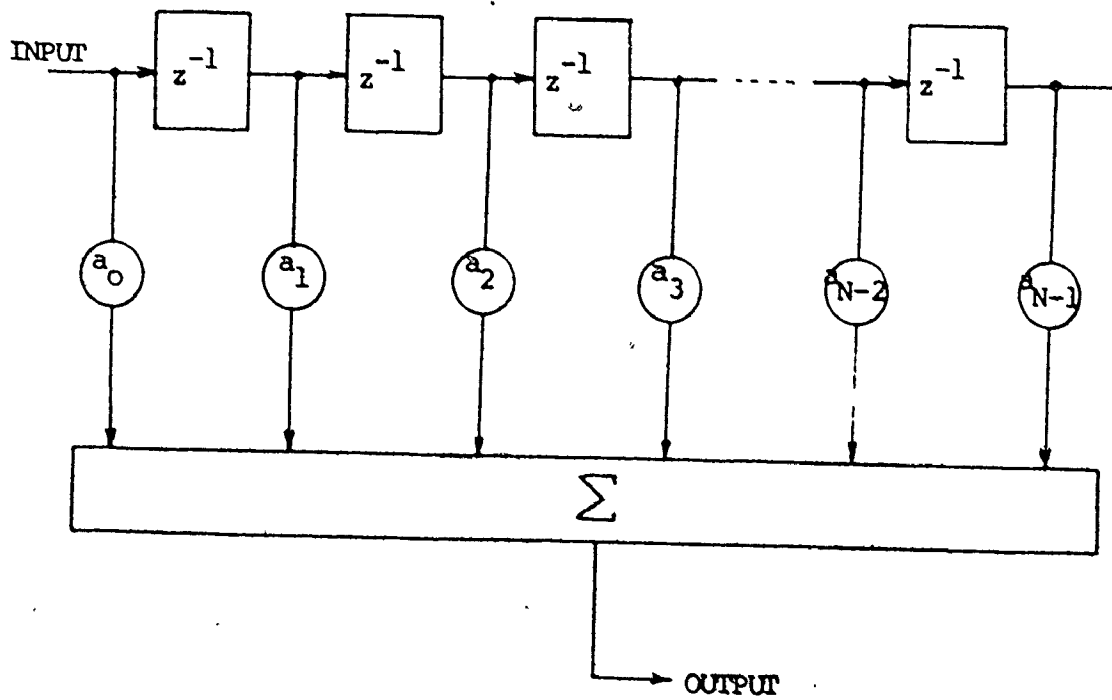 INPUT
z^-1 z^-1 z^-1 z^-1
a_0 a_1 a_2 a_3 a_N-2 a_N-1
Σ
OUTPUT